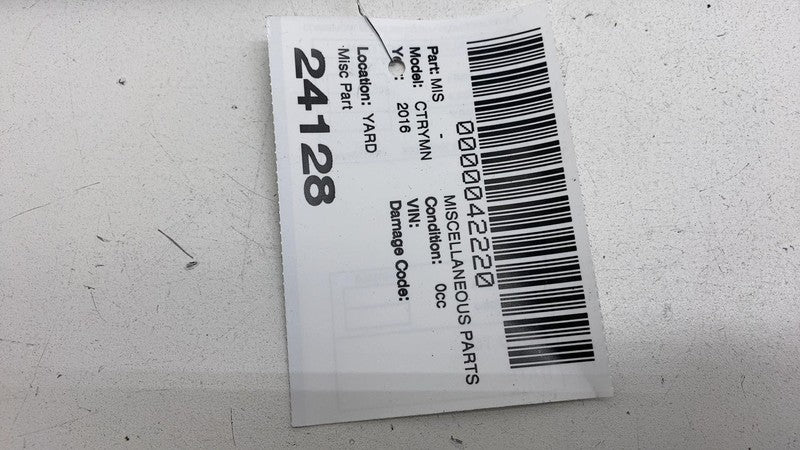 0000042220
Part: MIS - MISCELLANEOUS PARTS
Model: CTRYMN Condition: 0cc
2016 VIN:
Damage Code:
Location: YARD
Misc Part
24128